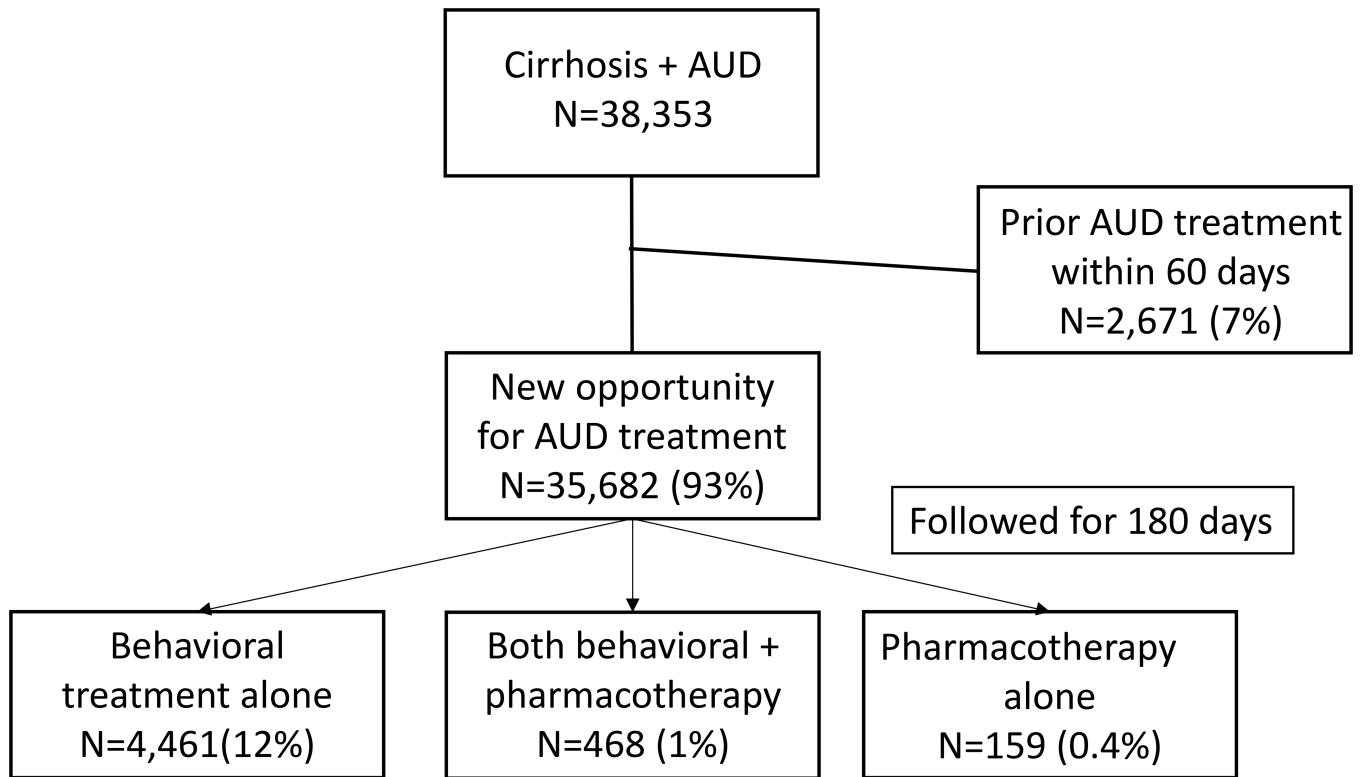 Cirrhosis + AUD
N=38,353
Prior AUD treatment
within 60 days
N=2,671 (7%)
New opportunity
for AUD treatment
N=35,682 (93%)
Followed for 180 days
Behavioral
treatment alone
N=4,461(12%)
Both behavioral +
pharmacotherapy
N=468 (1%)
Pharmacotherapy
alone
N=159 (0.4%)